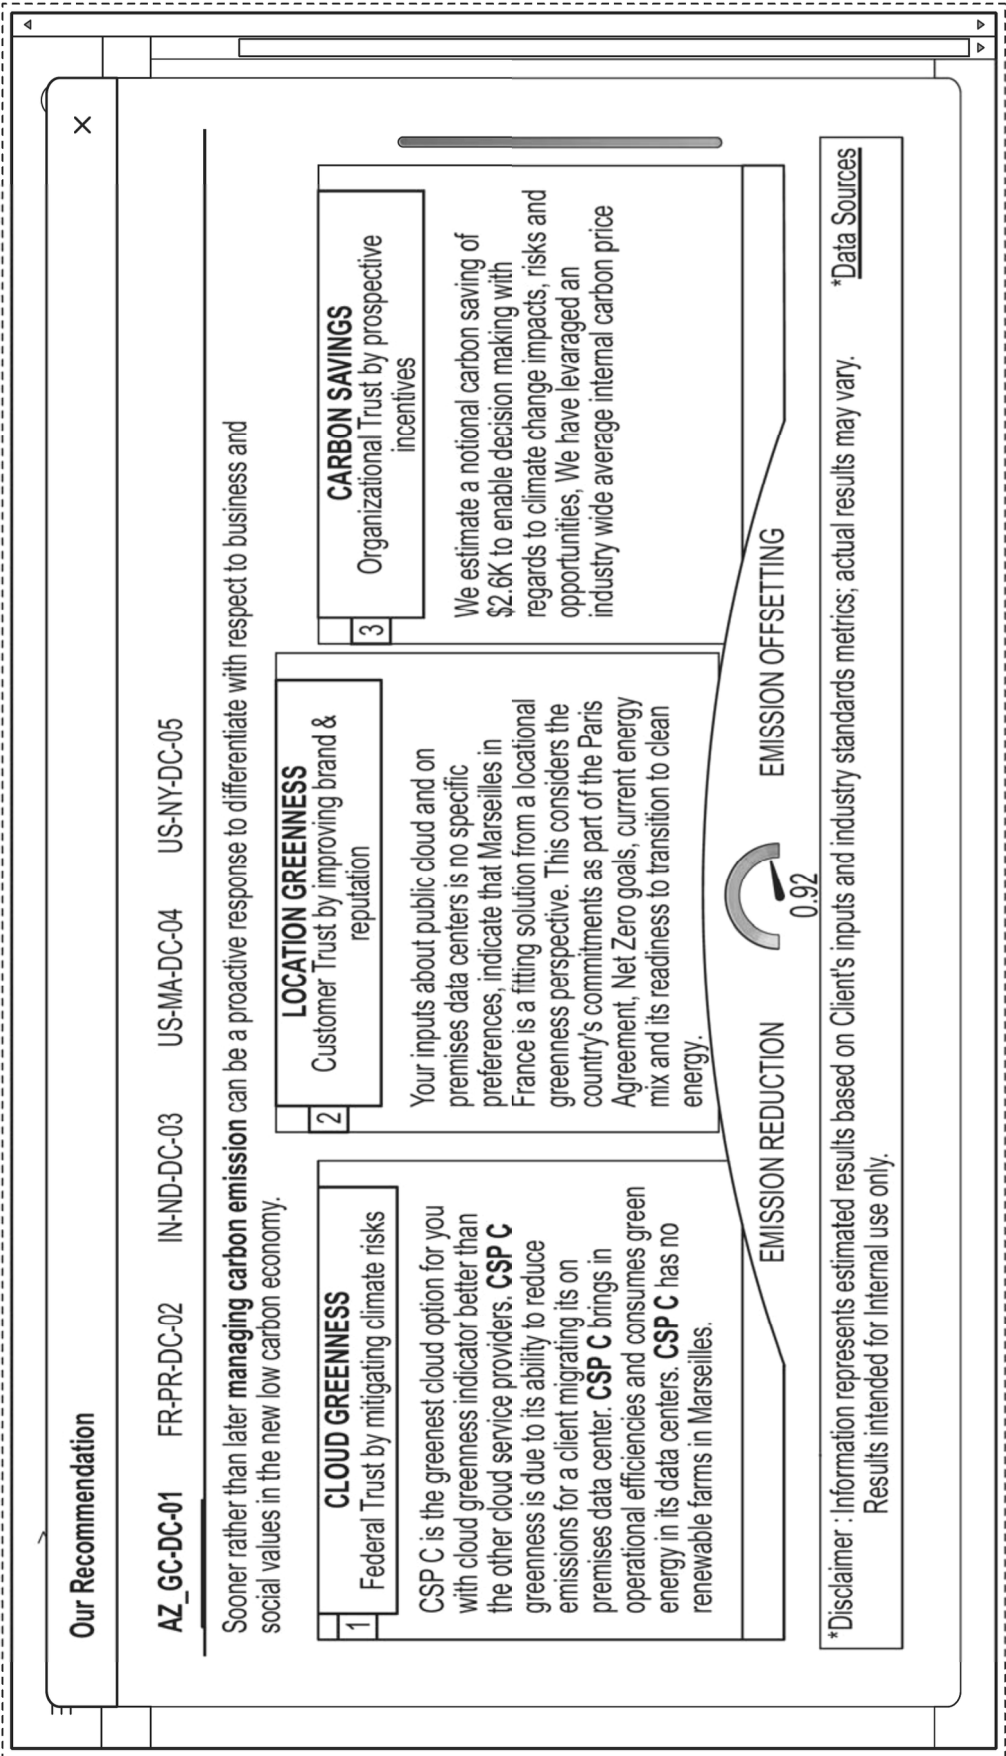 Our Recommendation
×
AZ_GC-DC-01 FR-PR-DC-02 IN-ND-DC-03 US-MA-DC-04 US-NY-DC-05
Sooner rather than later managing carbon emission can be a proactive response to differentiate with respect to business and
social values in the new low carbon economy.
1
CLOUD GREENNESS
Federal Trust by mitigating climate risks
CSP C is the greenest cloud option for you
with cloud greenness indicator better than
the other cloud service providers. CSP C
greenness is due to its ability to reduce
emissions for a client migrating its on
premises data center. CSP C brings in
operational efficiencies and consumes green
energy in its data centers. CSP C has no
renewable farms in Marseilles.
2
LOCATION GREENNESS
Customer Trust by improving brand &
reputation
Your inputs about public cloud and on
premises data centers is no specific
preferences, indicate that Marseilles in
France is a fitting solution from a locational
greenness perspective. This considers the
country's commitments as part of the Paris
Agreement, Net Zero goals, current energy
mix and its readiness to transition to clean
energy.
3
CARBON SAVINGS
Organizational Trust by prospective
incentives
We estimate a notional carbon saving of
$2.6K to enable decision making with
regards to climate change impacts, risks and
opportunities, We have levaraged an
industry wide average internal carbon price
EMISSION REDUCTION
0.92
EMISSION OFFSETTING
*Disclaimer : Information represents estimated results based on Client's inputs and industry standards metrics; actual results may vary.
Results intended for Internal use only.
*Data Sources